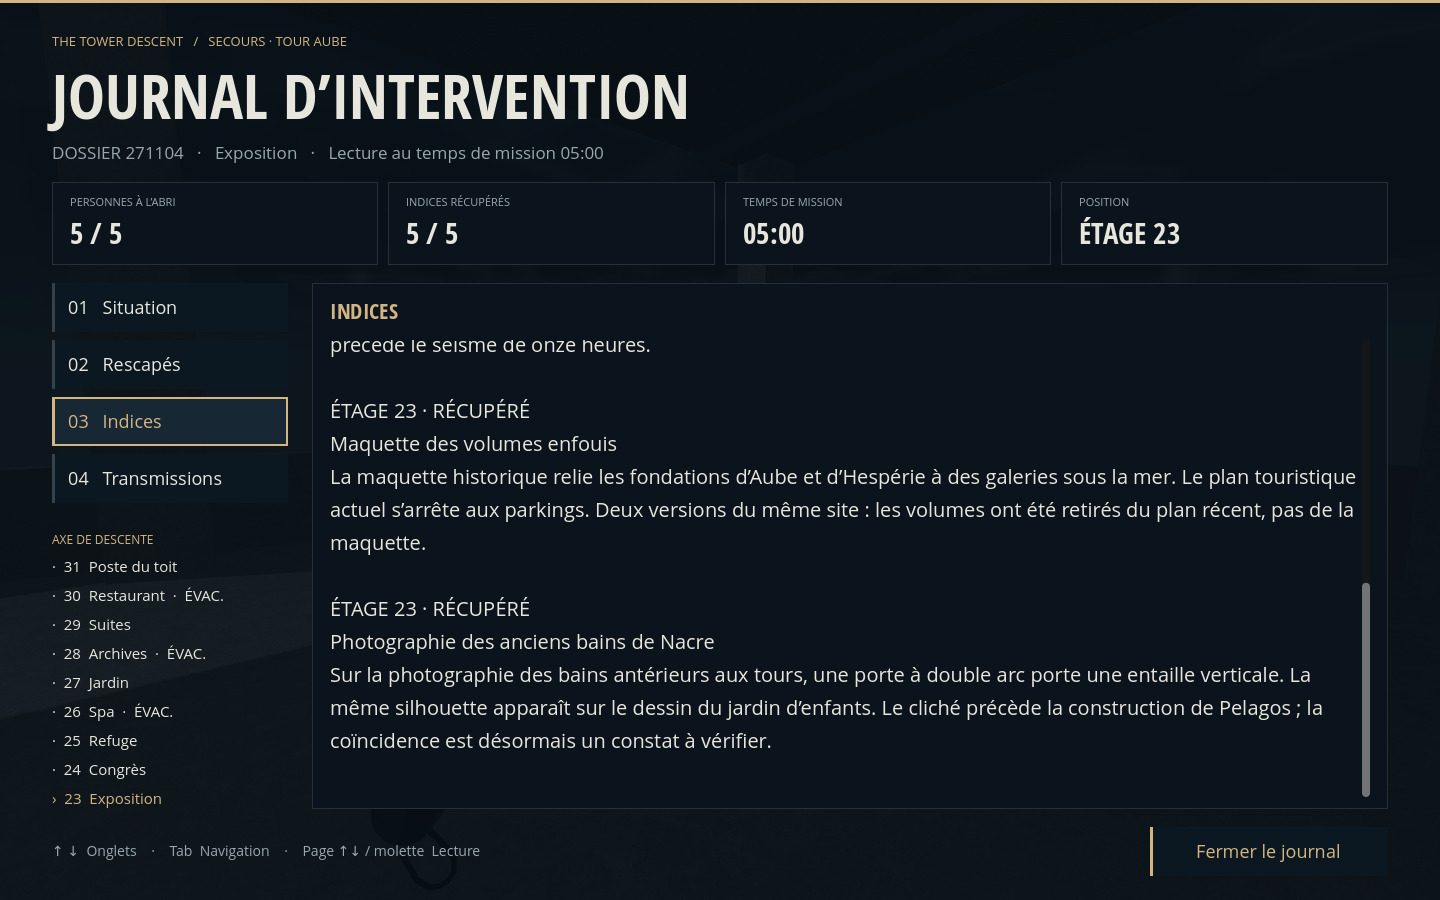 THE TOWER DESCENT / SECOURS · TOUR AUBE
JOURNAL D’INTERVENTION
DOSSIER 271104 · Exposition · Lecture au temps de mission 05:00
PERSONNES À L’ABRI
5 / 5
INDICES RÉCUPÉRÉS
5 / 5
TEMPS DE MISSION
05:00
POSITION
ÉTAGE 23
01 Situation
02 Rescapés
03 Indices
04 Transmissions
AXE DE DESCENTE
· 31 Poste du toit
· 30 Restaurant · ÉVAC.
· 29 Suites
· 28 Archives · ÉVAC.
· 27 Jardin
· 26 Spa · ÉVAC.
· 25 Refuge
· 24 Congrès
› 23 Exposition
INDICES
précède le séisme de onze heures.
ÉTAGE 23 · RÉCUPÉRÉ
Maquette des volumes enfouis
La maquette historique relie les fondations d’Aube et d’Hespérie à des galeries sous la mer. Le plan touristique
actuel s’arrête aux parkings. Deux versions du même site : les volumes ont été retirés du plan récent, pas de la
maquette.
ÉTAGE 23 · RÉCUPÉRÉ
Photographie des anciens bains de Nacre
Sur la photographie des bains antérieurs aux tours, une porte à double arc porte une entaille verticale. La
même silhouette apparaît sur le dessin du jardin d’enfants. Le cliché précède la construction de Pelagos ; la
coïncidence est désormais un constat à vérifier.
↑ ↓ Onglets · Tab Navigation · Page ↑↓ / molette Lecture
Fermer le journal